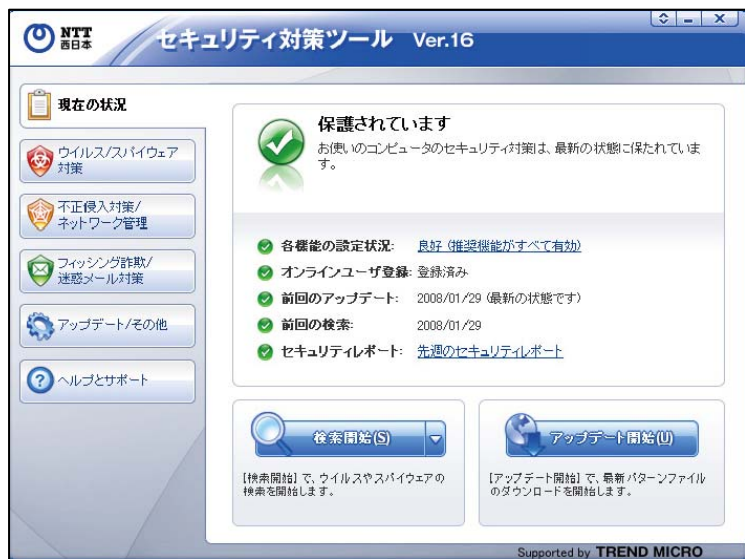 NTT
西日本
セキュリティ対策ツール Ver.16
現在の状況
ウイルス/スパイウェア
対策
不正侵入対策/
ネットワーク管理
フィッシング詐欺/
迷惑メール対策
アップデート/その他
ヘルプとサポート
保護されています
お使いのコンピュータのセキュリティ対策は、最新の状態に保たれていま
す。
各機能の設定状況: 良好 (推奨機能がすべて有効)
オンラインユーザ登録: 登録済み
前回のアップデート: 2008/01/29 (最新の状態です)
前回の検索: 2008/01/29
セキュリティレポート: 先週のセキュリティレポート
検索開始(S)
[検索開始] で、ウイルスやスパイウェアの
検索を開始します。
アップデート開始(U)
[アップデート開始] で、最新パターンファイル
のダウンロードを開始します。
Supported by TREND MICRO